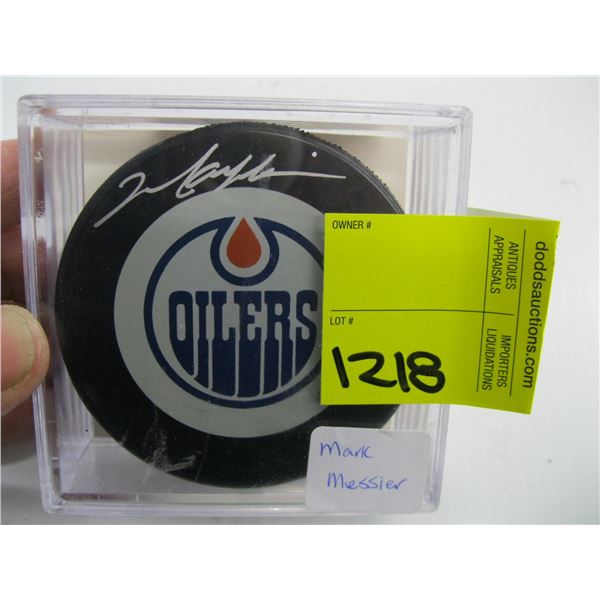 OILERS
OWNER #
LOT #
1218
ANTIQUES
APPRAISALS
IMPORTERS
LIQUIDATIONS
doddsauctions.com
Mark
Messier